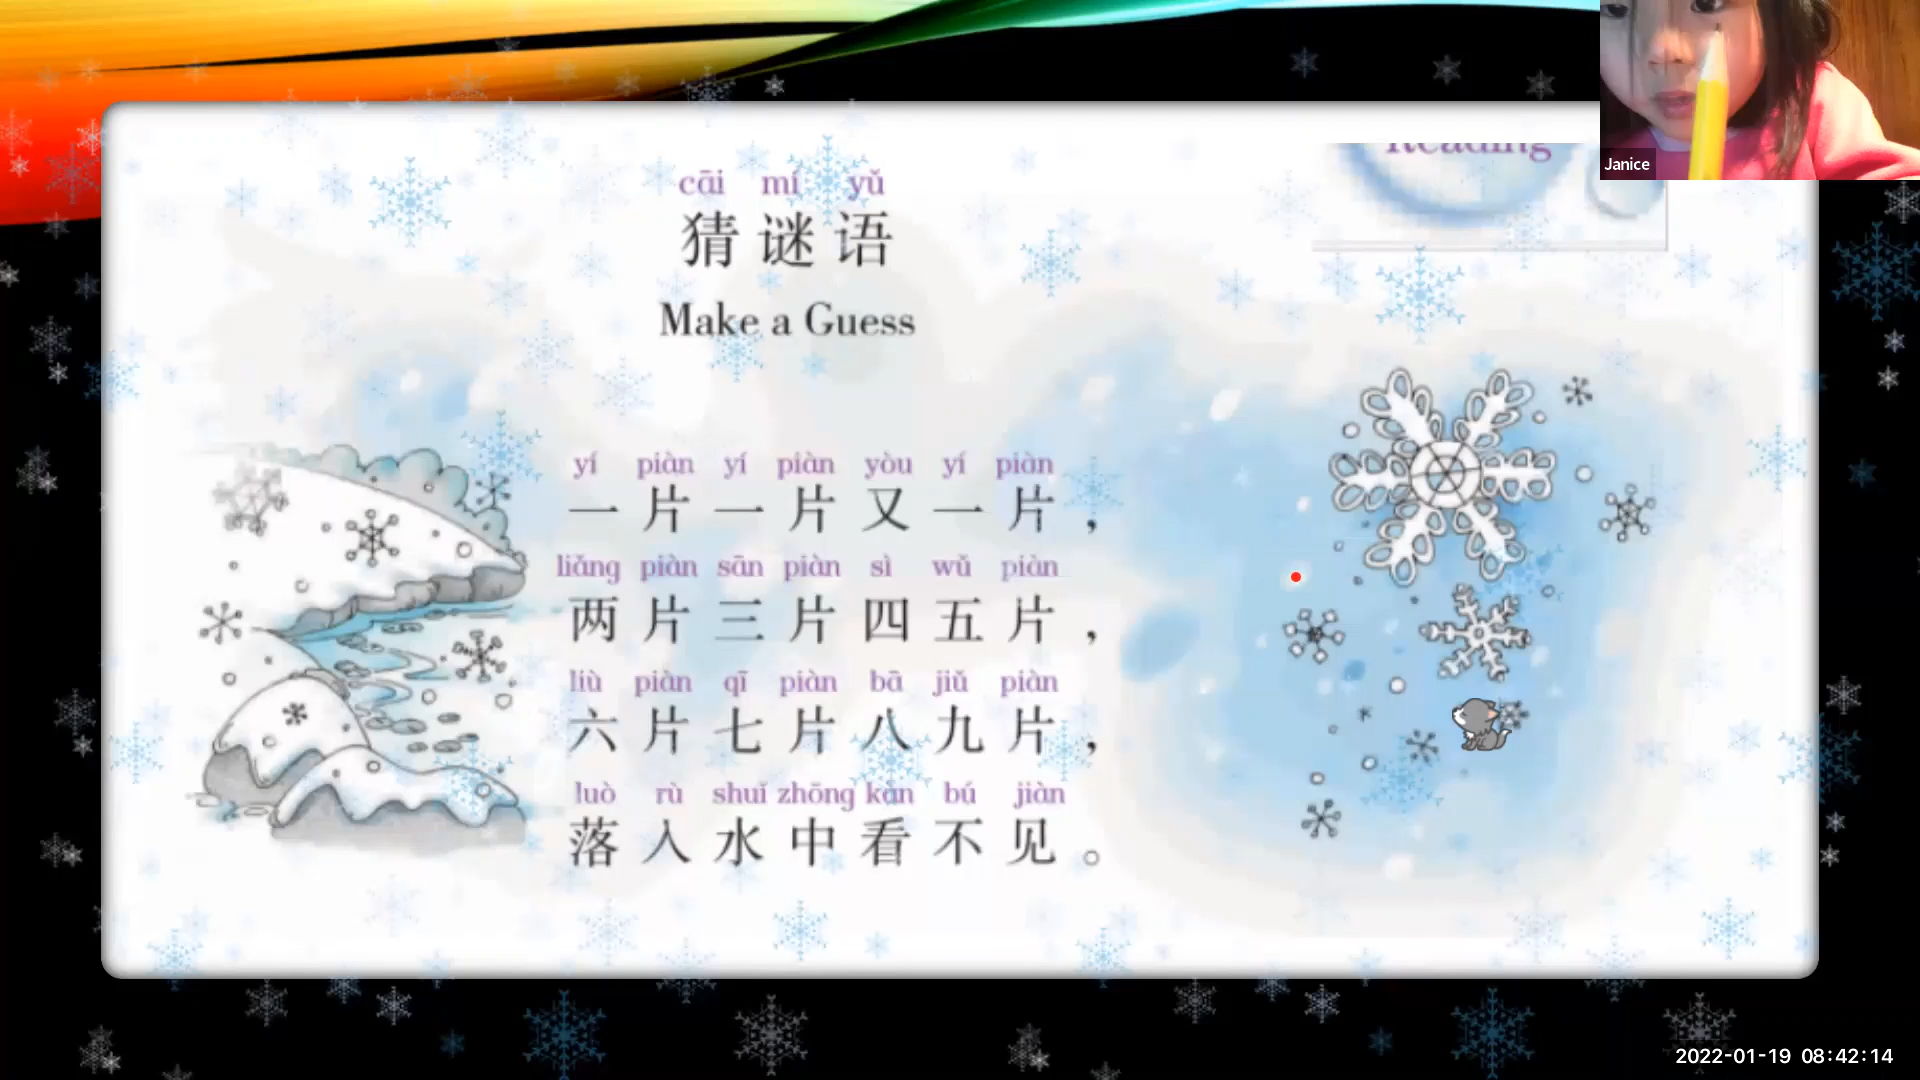 Reading
Janice
cāi mí yǔ
猜谜语
Make a Guess
yí piàn yí piàn yòu yí piàn
一片一片又一片，
liǎng piàn sān piàn sì wǔ piàn
两片三片四五片，
liù piàn qī piàn bā jiǔ piàn
六片七片八九片，
luò rù shuǐ zhōng kàn bú jiàn
落入水中看不见。
2022-01-19 08:42:14